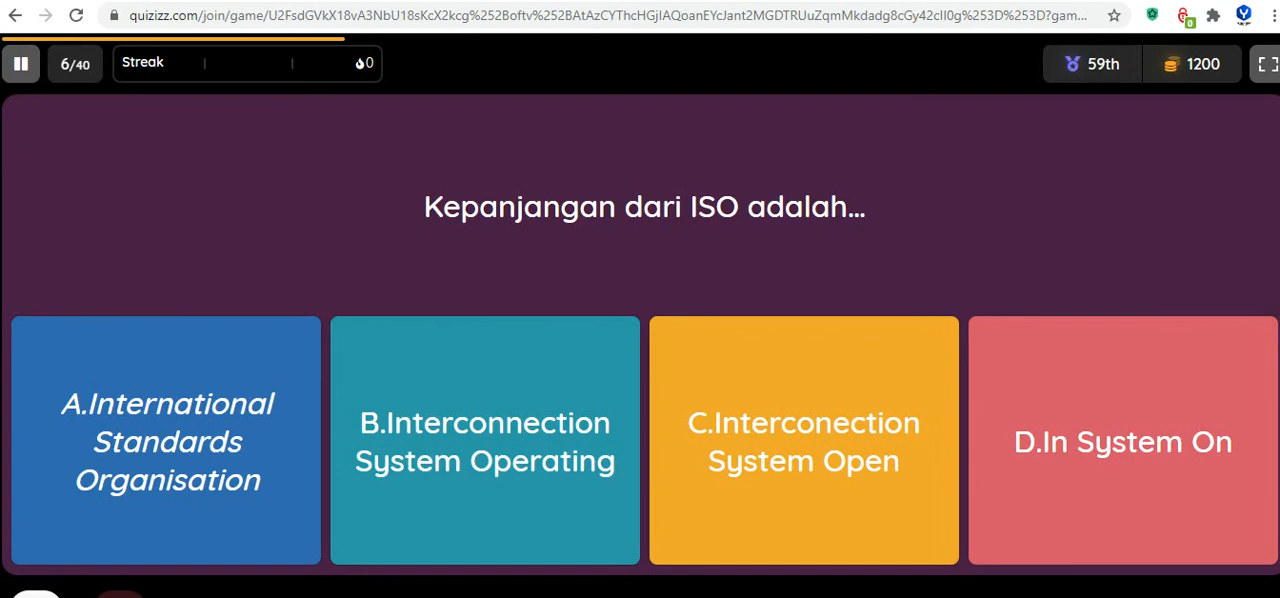 quizizz.com/join/game/U2FsdGVkX18vA3NbU18sKcX2kcg%252Boftv%252BAtAzCYThcHGjIAQoanEYcJant2MGDTRUuZqmMkdadg8cGy42cII0g%253D%253D?gam...
0
6/40
Streak
0
59th
1200
Kepanjangan dari ISO adalah...
A.International
Standards
Organisation
B.Interconnection
System Operating
C.Interconection
System Open
D.In System On